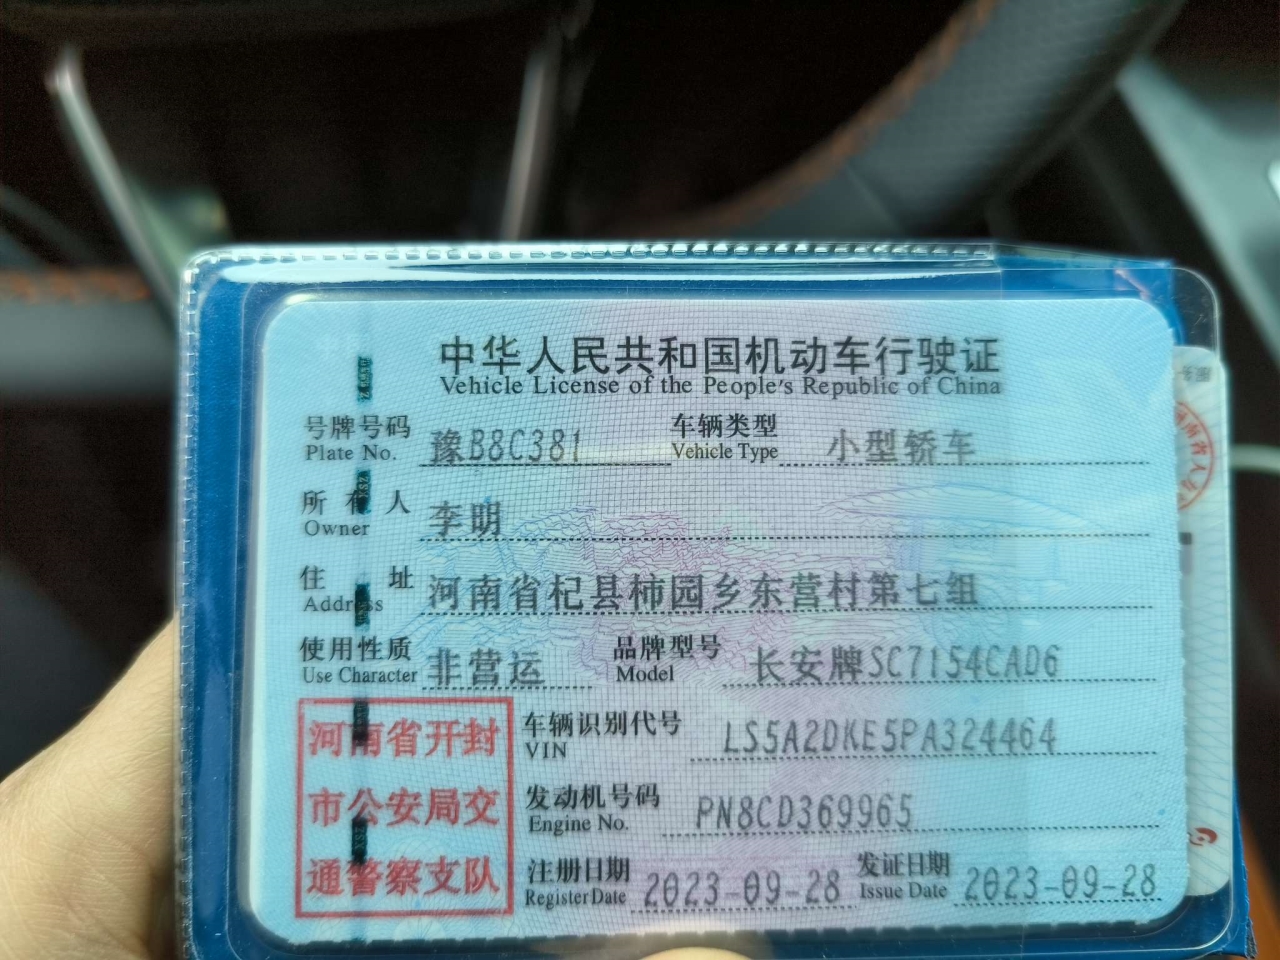 中华人民共和国机动车行驶证
Vehicle License of the People's Republic of China
号牌号码 豫B8C381 车辆类型 小型轿车
Plate No. Vehicle Type
所有人 李明
Owner
住址 河南省杞县柿园乡东营村第七组
Address
使用性质 非营运 品牌型号 长安牌SC7154CAD6
Use Character Model
河南省开封
市公安局交
通警察支队
车辆识别代号 LS5A2DKE5PA324464
VIN
发动机号码 PN8CD369965
Engine No.
注册日期 2023-09-28 发证日期 2023-09-28
Register Date Issue Date